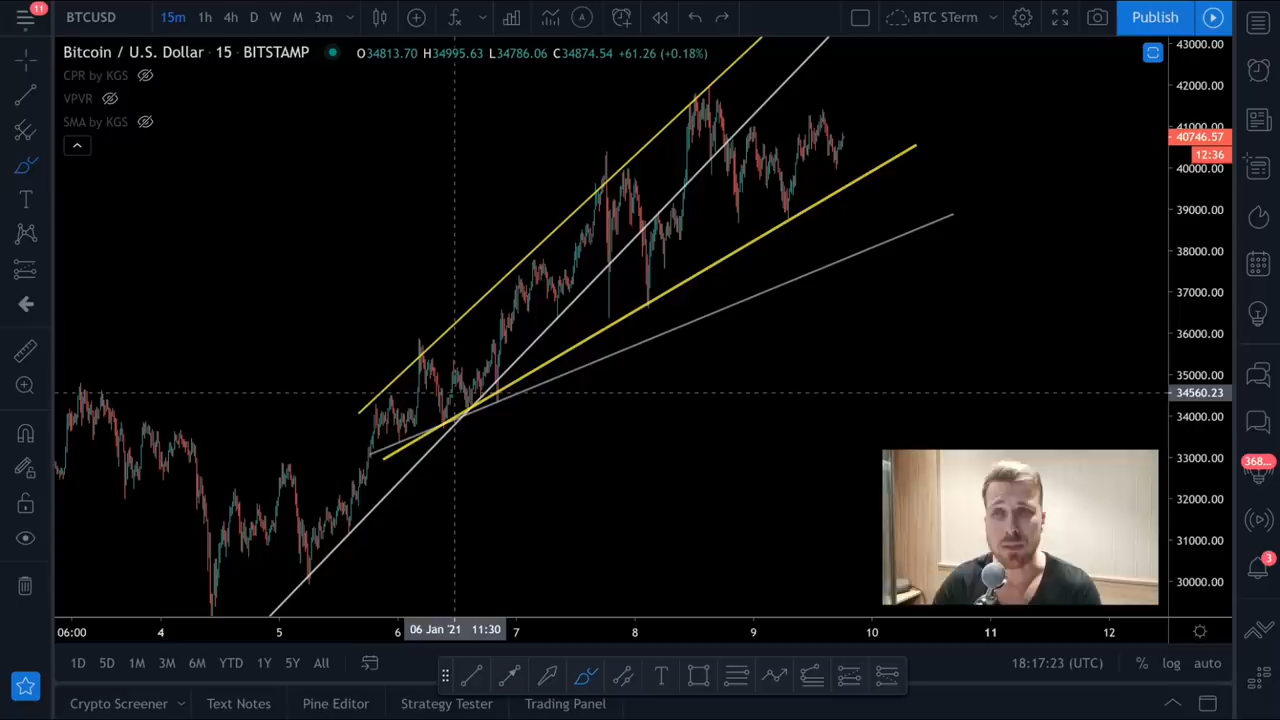 11
BTCUSD
15m 1h 4h D W M 3m
BTC STerm
Publish
Bitcoin / U.S. Dollar · 15 · BITSTAMP
O34813.70 H34995.63 L34786.06 C34874.54 +61.26 (+0.18%)
CPR by KGS
VPVR
SMA by KGS
43000.00
42000.00
41000.00
40746.57
12:36
40000.00
39000.00
38000.00
37000.00
36000.00
35000.00
34560.23
34000.00
33000.00
32000.00
31000.00
30000.00
368...
3
06:00 4 5 6 06 Jan '21 11:30 7 8 9 10 11 12
1D 5D 1M 3M 6M YTD 1Y 5Y All
18:17:23 (UTC) % log auto
Crypto Screener Text Notes Pine Editor Strategy Tester Trading Panel